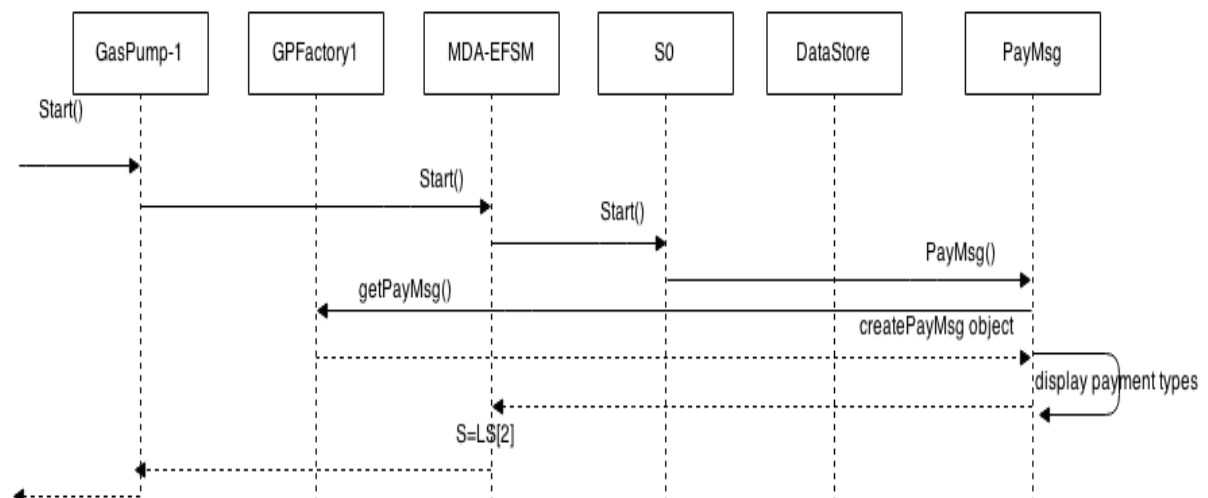 GasPump-1
GPFactory1
MDA-EFSM
S0
DataStore
PayMsg
Start()
Start()
Start()
PayMsg()
getPayMsg()
createPayMsg object
display payment types
S=LS[2]